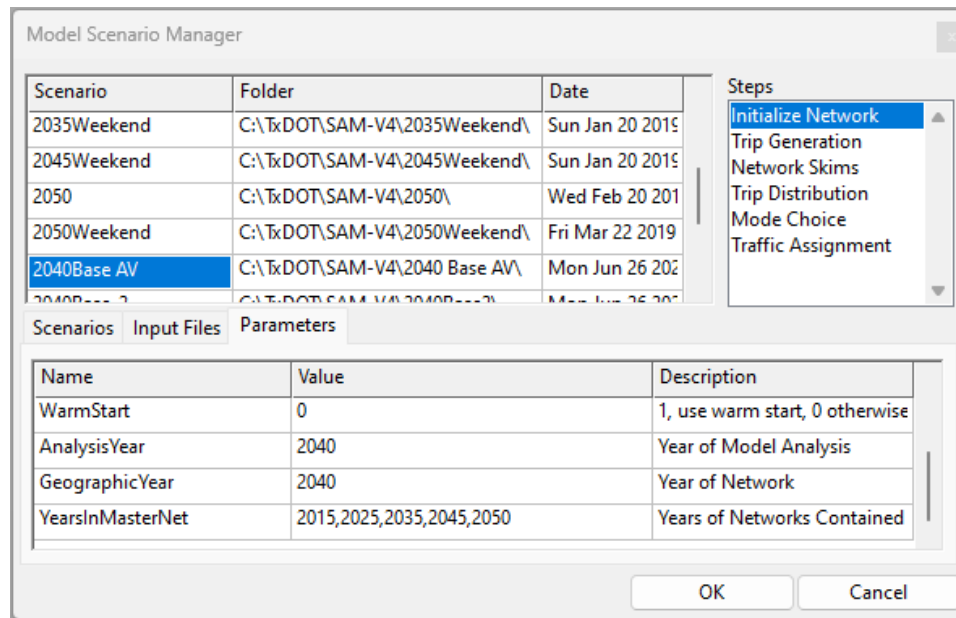 Model Scenario Manager
Scenario Folder Date
2035Weekend C:\TxDOT\SAM-V4\2035Weekend\ Sun Jan 20 2019
2045Weekend C:\TxDOT\SAM-V4\2045Weekend\ Sun Jan 20 2019
2050 C:\TxDOT\SAM-V4\2050\ Wed Feb 20 201
2050Weekend C:\TxDOT\SAM-V4\2050Weekend\ Fri Mar 22 2019
2040Base AV C:\TxDOT\SAM-V4\2040 Base AV\ Mon Jun 26 202
Steps
Initialize Network
Trip Generation
Network Skims
Trip Distribution
Mode Choice
Traffic Assignment
Scenarios Input Files Parameters
Name Value Description
WarmStart 0 1, use warm start, 0 otherwise
AnalysisYear 2040 Year of Model Analysis
GeographicYear 2040 Year of Network
YearsInMasterNet 2015,2025,2035,2045,2050 Years of Networks Contained
OK Cancel